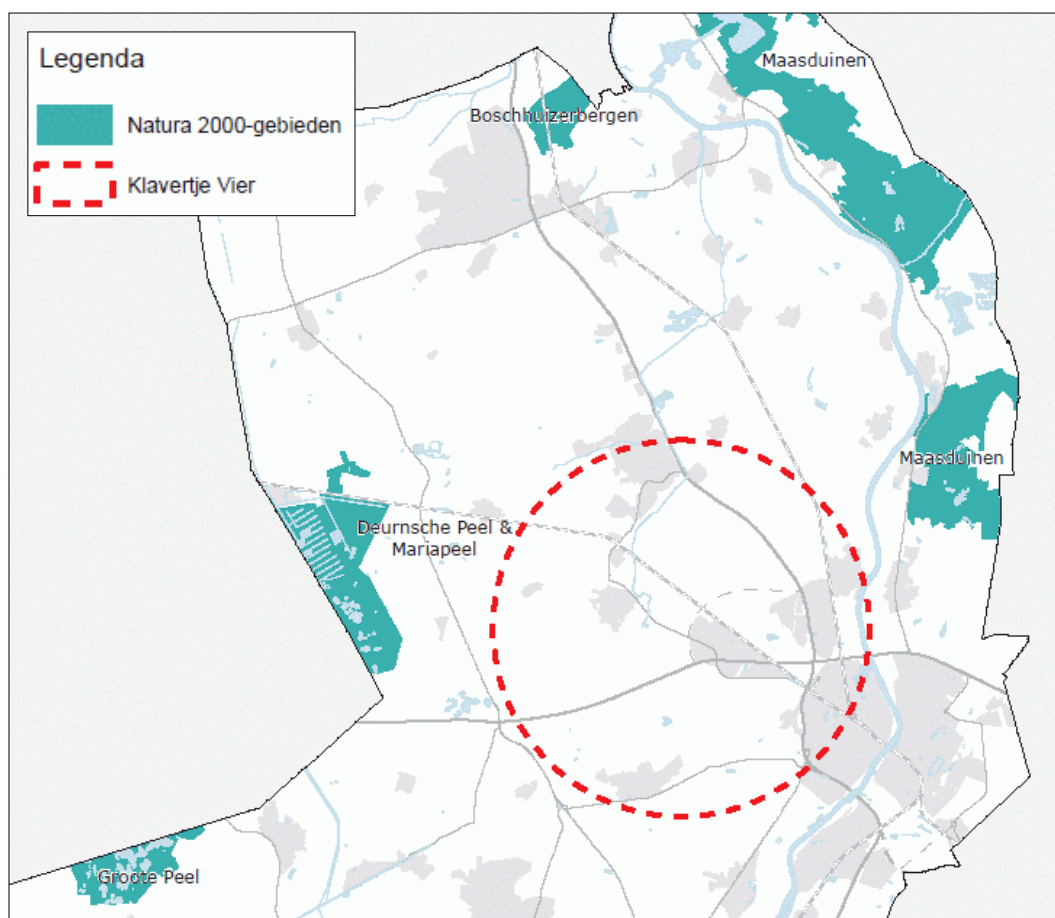 Legenda
Natura 2000-gebieden
Klavertje Vier
Maasduinen
Boschhuizerbergen
Maasduinen
Deurnsche Peel &
Mariapeel
Groote Peel